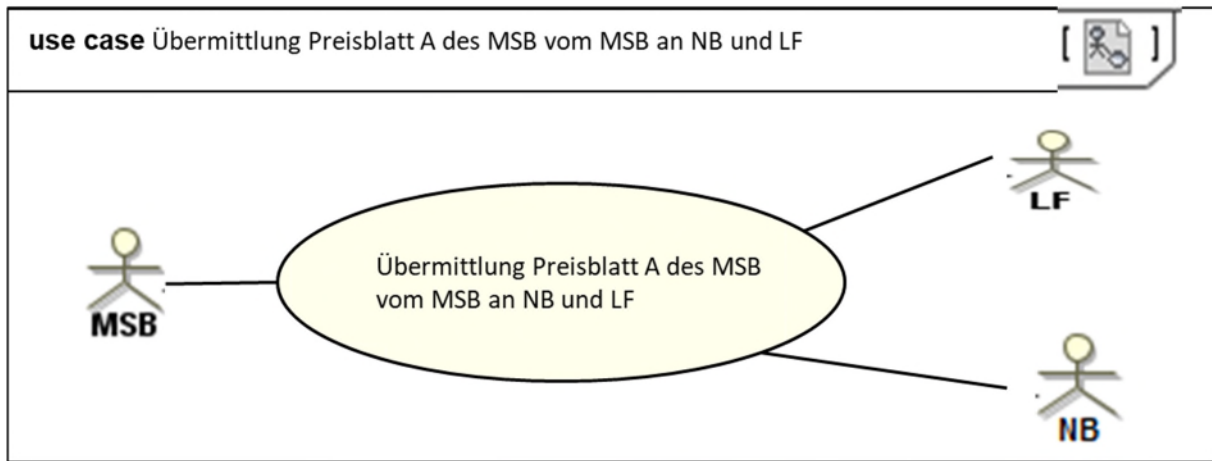 use case Übermittlung Preisblatt A des MSB vom MSB an NB und LF
[ ]
LF
Übermittlung Preisblatt A des MSB
vom MSB an NB und LF
MSB
NB